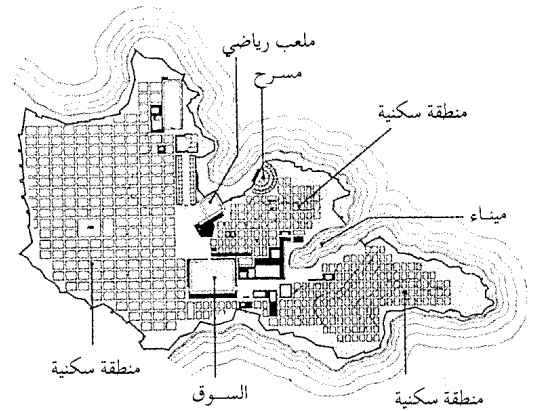 ملعب رياضي
مسرح
منطقة سكنية
ميناء
منطقة سكنية
السوق
منطقة سكنية